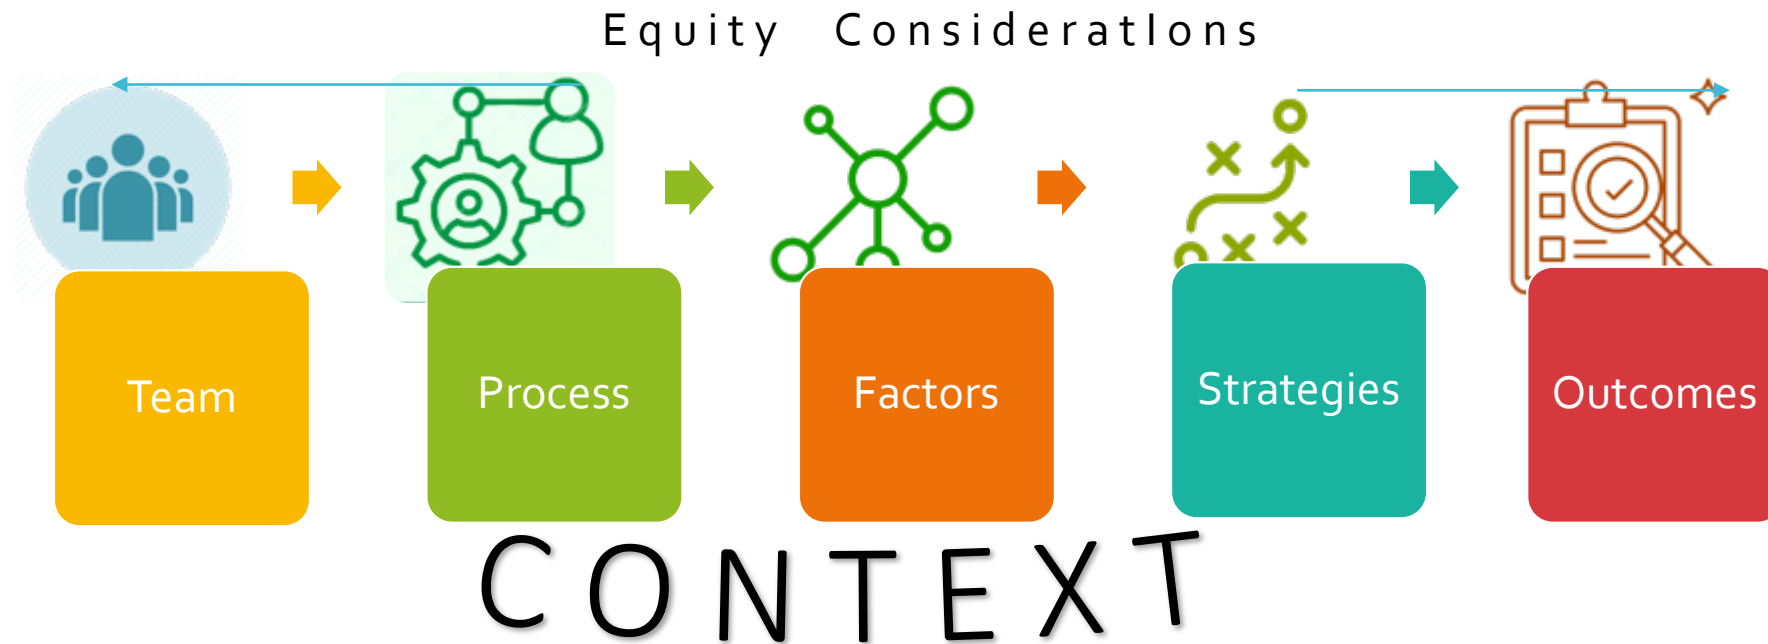 Equity ConsideratIons
Team
Process
Factors
Strategies
Outcomes
CONTEXT